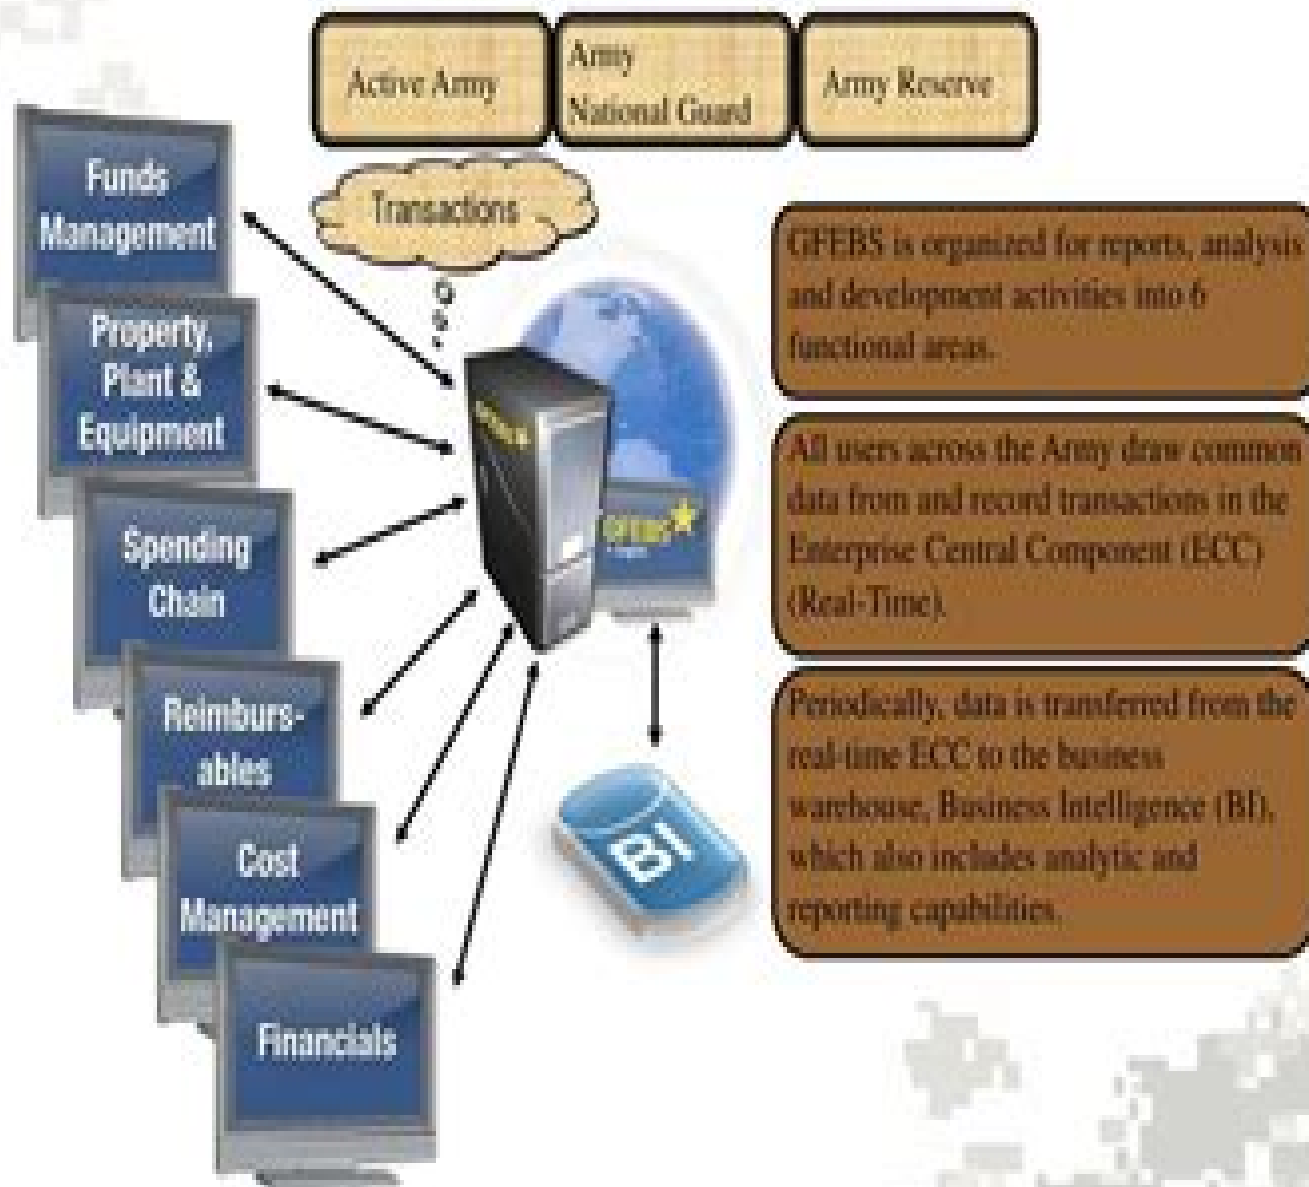 Active Army
Army
National Guard
Army Reserve
Transactions
Funds
Management
Property,
Plant &
Equipment
Spending
Chain
Reimburs-
ables
Cost
Management
Financials
GFEBS
GFEBS
BI
GFEBS is organized for reports, analysis
and development activities into 6
functional areas.
All users across the Army draw common
data from and record transactions in the
Enterprise Central Component (ECC)
(Real-Time).
Periodically, data is transferred from the
real-time ECC to the business
warehouse, Business Intelligence (BI),
which also includes analytic and
reporting capabilities.